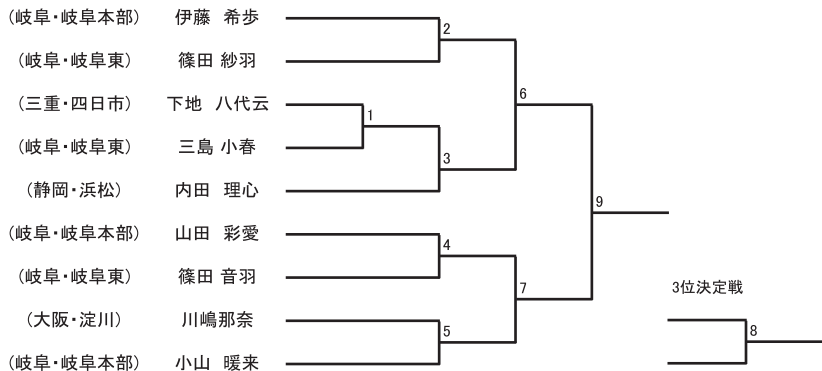 (岐阜・岐阜本部) 伊藤 希歩
2
(岐阜・岐阜東) 篠田 紗羽
(三重・四日市) 下地 八代云
6
1
(岐阜・岐阜東) 三島 小春
3
(静岡・浜松) 内田 理心
9
(岐阜・岐阜本部) 山田 彩愛
4
(岐阜・岐阜東) 篠田 音羽
7
3位決定戦
(大阪・淀川) 川嶋那奈
5
8
(岐阜・岐阜本部) 小山 暖来